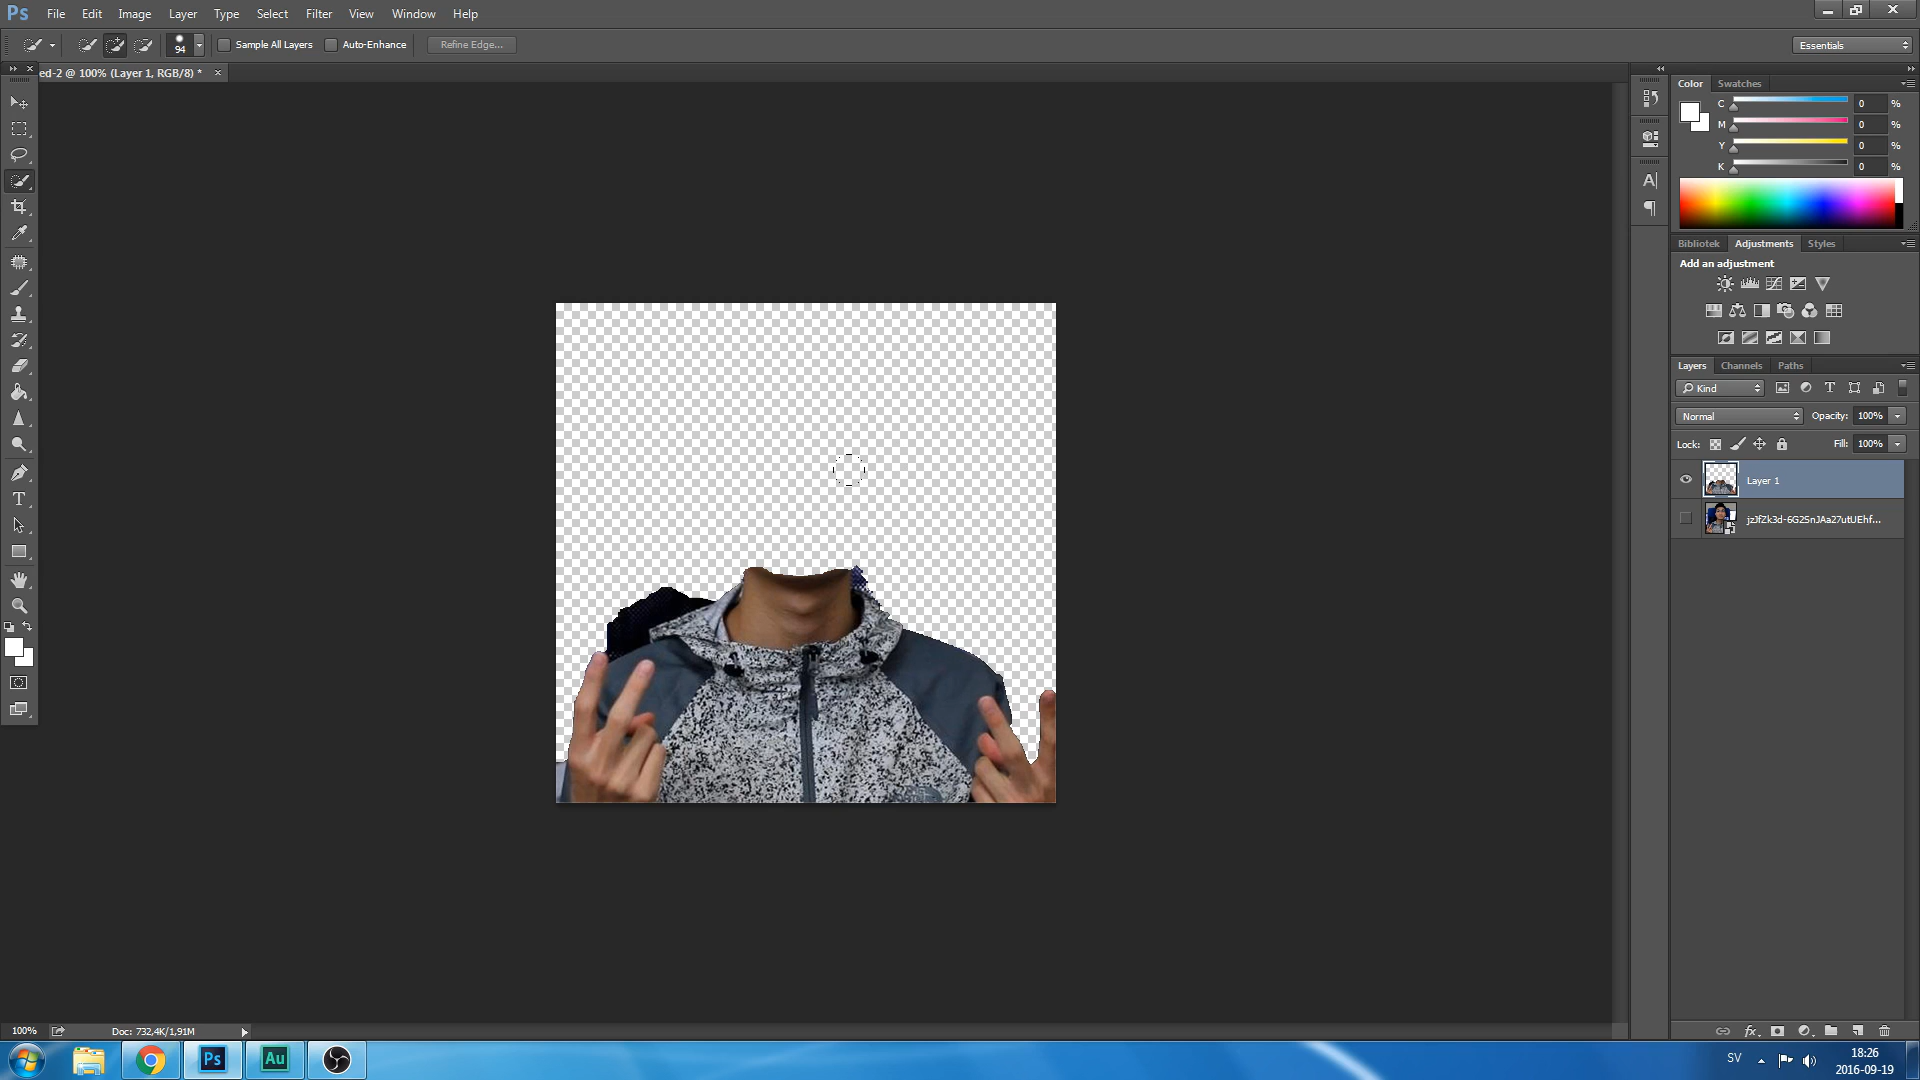 Ps File Edit Image Layer Type Select Filter View Window Help
94 Sample All Layers Auto-Enhance Refine Edge... Essentials
ed-2 @ 100% (Layer 1, RGB/8) *
Color Swatches
C 0 %
M 0 %
Y 0 %
K 0 %
Bibliotek Adjustments Styles
Add an adjustment
Layers Channels Paths
Kind
Normal Opacity: 100%
Lock: Fill: 100%
Layer 1
jzJfZk3d-6G2SnJAa27utUEhf...
100% Doc: 732,4K/1,91M
Ps Au SV 18:26
2016-09-19